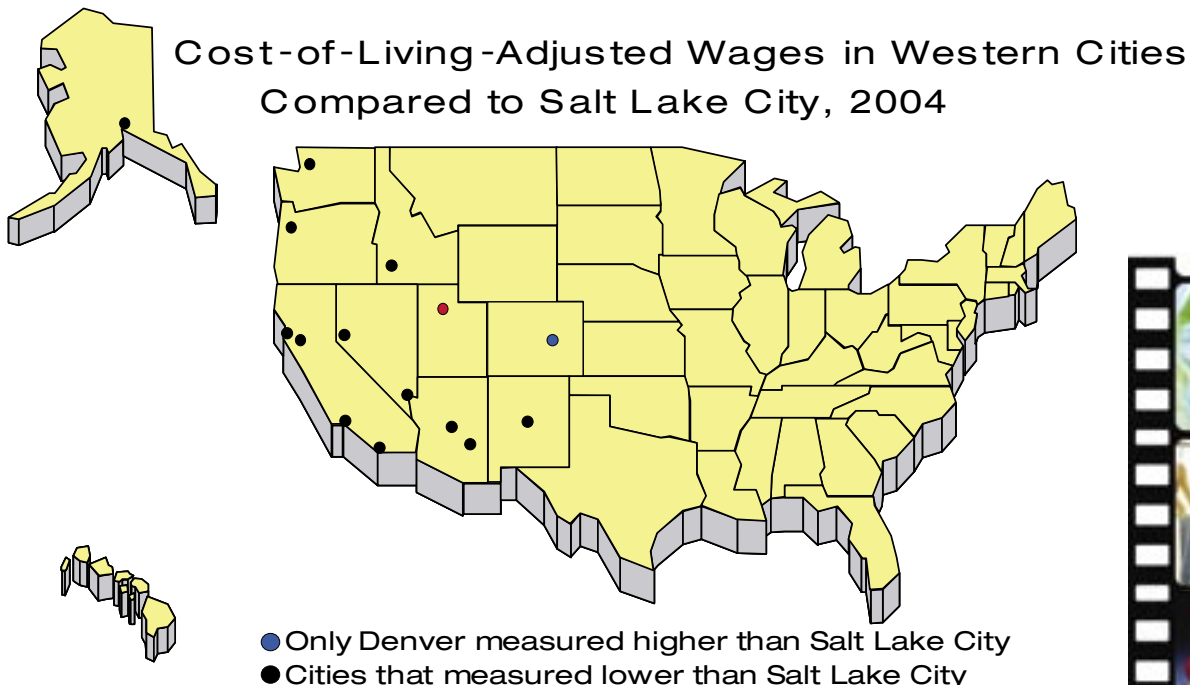 Cost-of-Living-Adjusted Wages in Western Cities
Compared to Salt Lake City, 2004
Only Denver measured higher than Salt Lake City
Cities that measured lower than Salt Lake City